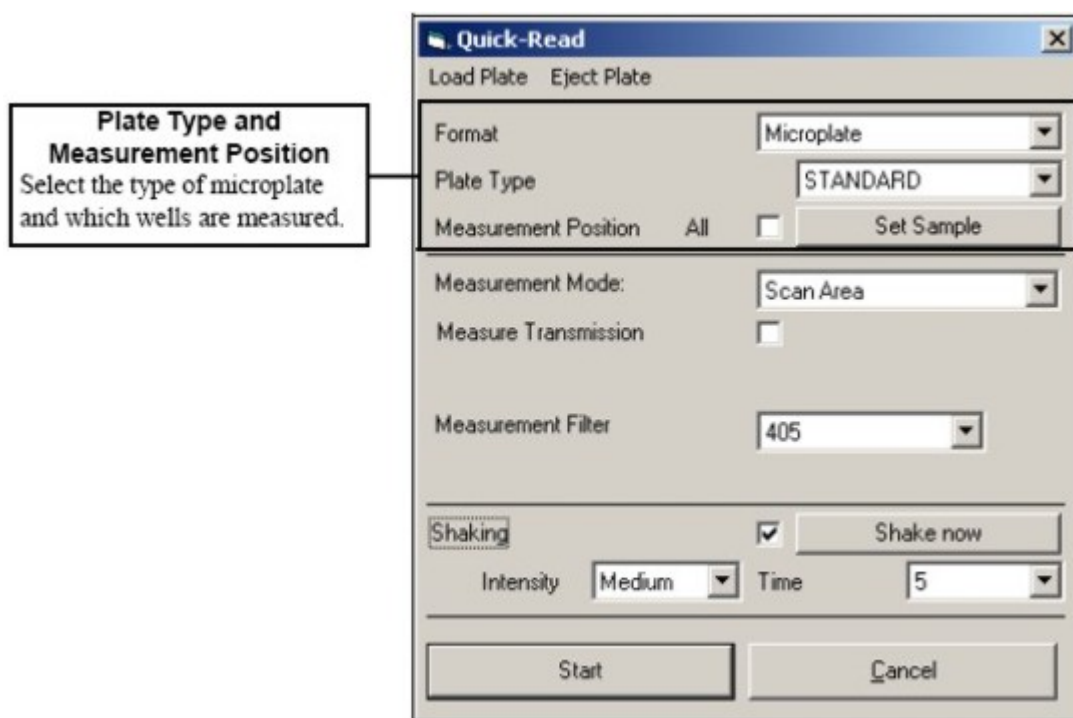 Quick-Read
Load Plate Eject Plate
Plate Type and
Measurement Position
Select the type of microplate
and which wells are measured.
Format Microplate
Plate Type STANDARD
Measurement Position All Set Sample
Measurement Mode: Scan Area
Measure Transmission
Measurement Filter 405
Shaking Shake now
Intensity Medium Time 5
Start Cancel